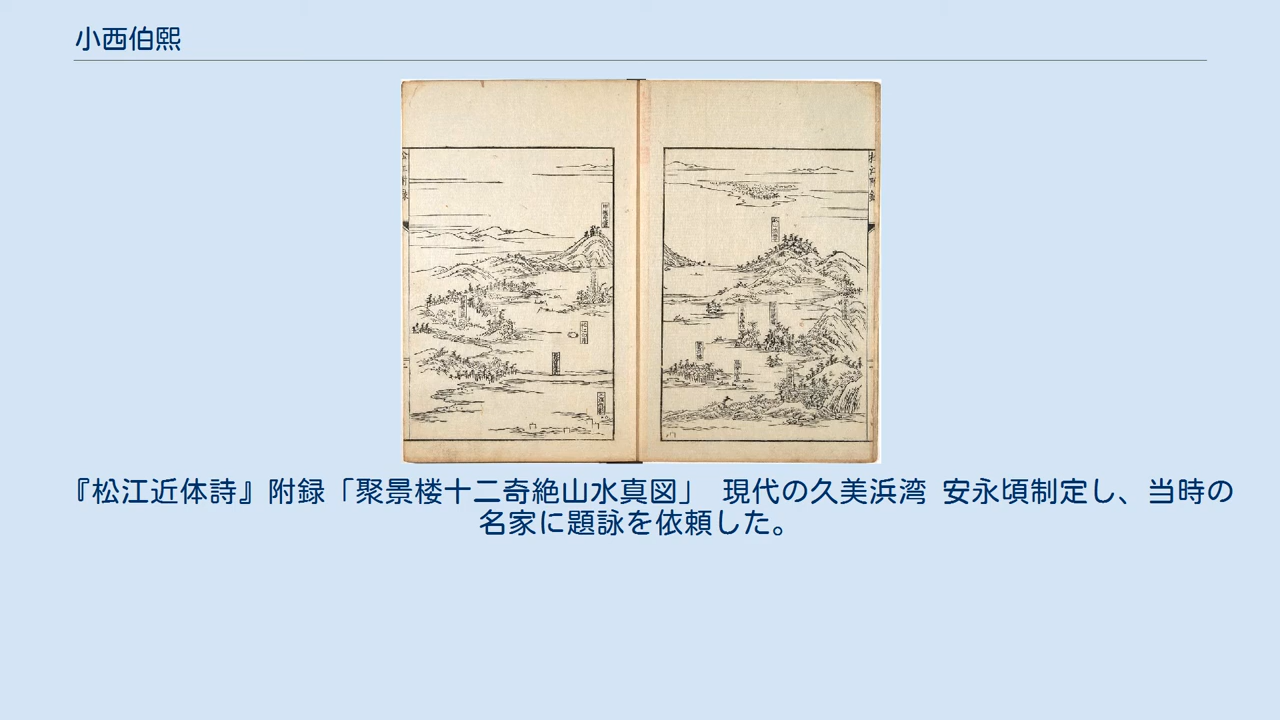 小西伯熙
『松江近体詩』附録「聚景楼十二奇絶山水真図」 現代の久美浜湾 安永頃制定し、当時の
名家に題詠を依頼した。